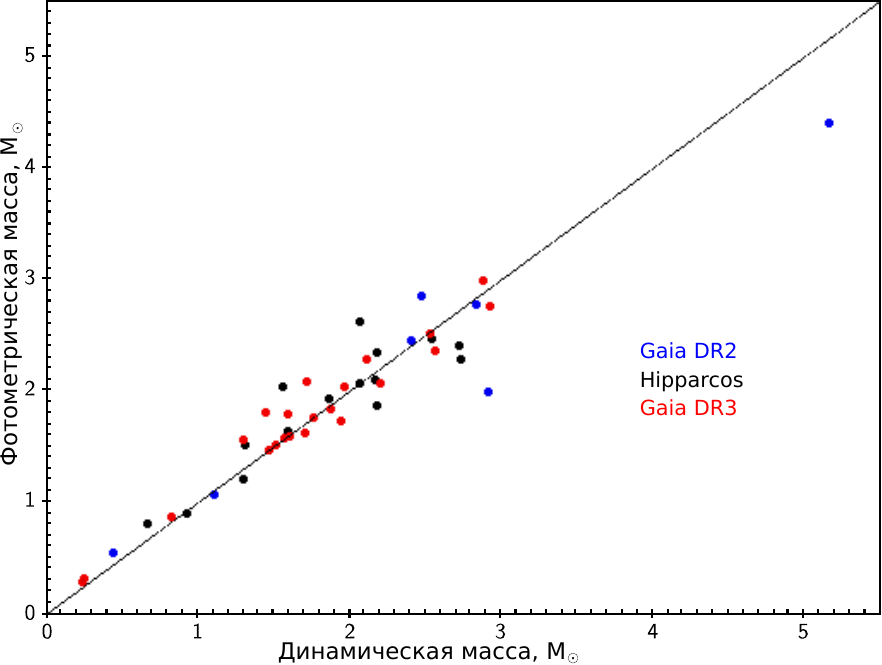 Фотометрическая масса, M☉
5
4
3
2
1
0
0 1 2 3 4 5
Динамическая масса, M☉
Gaia DR2
Hipparcos
Gaia DR3